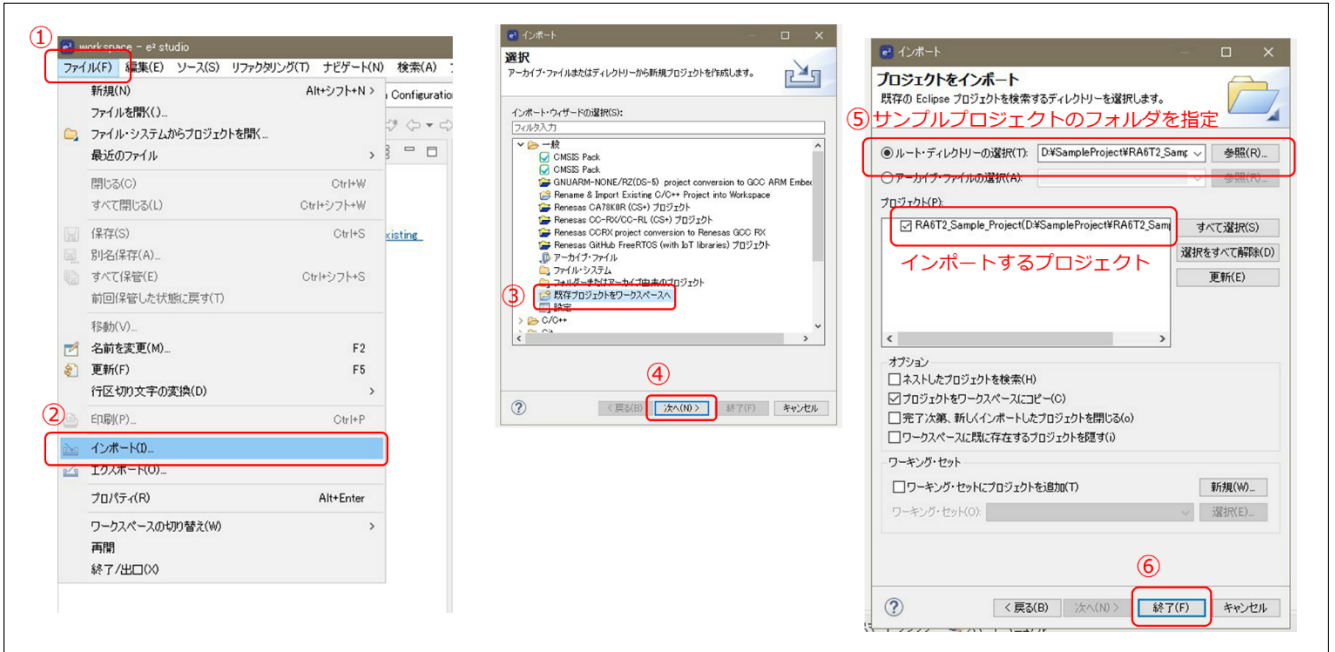 ①
workspace - e² studio
ファイル(F) 編集(E) ソース(S) リファクタリング(T) ナビゲート(N) 検索(A)
新規(N) Alt+シフト+N >
Configuratio
ファイルを開く(.)...
ファイル・システムからプロジェクトを開く...
最近のファイル >
閉じる(C) Ctrl+W
すべて閉じる(L) Ctrl+シフト+W
保存(S) Ctrl+S
xisting
別名保存(A)...
すべて保管(E) Ctrl+シフト+S
前回保管した状態に戻す(T)
移動(V)...
名前を変更(M)... F2
更新(F) F5
行区切り文字の変換(D) >
②
印刷(P)... Ctrl+P
インポート(I)...
エクスポート(O)...
プロパティ(R) Alt+Enter
ワークスペースの切り替え(W) >
再開
終了/出口(X)
インポート
選択
アーカイブ・ファイルまたはディレクトリーから新規プロジェクトを作成します。
インポート・ウィザードの選択(S):
フィルタ入力
一般
CMSIS Pack
CMSIS Pack
GNUARM-NONE/RZ(DS-5) project conversion to GCC ARM Embed
Rename & Import Existing C/C++ Project into Workspace
Renesas CA78K0R (CS+) プロジェクト
Renesas CC-RX/CC-RL (CS+) プロジェクト
Renesas CCRX project conversion to Renesas GCC RX
Renesas GitHub FreeRTOS (with IoT libraries) プロジェクト
アーカイブ・ファイル
ファイル・システム
フォルダーまたはアーカイブ由来のプロジェクト
③
既存プロジェクトをワークスペースへ
設定
C/C++
Git
④
< 戻る(B) 次へ(N) > 終了(F) キャンセル
インポート
プロジェクトをインポート
既存の Eclipse プロジェクトを検索するディレクトリーを選択します。
⑤サンプルプロジェクトのフォルダを指定
ルート・ディレクトリーの選択(T): D:¥SampleProject¥RA6T2_Samp 参照(R)...
アーカイブ・ファイルの選択(A): 参照(R)...
プロジェクト(P):
RA6T2_Sample_Project(D:¥SampleProject¥RA6T2_Samp すべて選択(S)
選択をすべて解除(D)
インポートするプロジェクト
更新(E)
オプション
ネストしたプロジェクトを検索(H)
プロジェクトをワークスペースにコピー(C)
完了次第、新しくインポートしたプロジェクトを閉じる(o)
ワークスペースに既に存在するプロジェクトを隠す(i)
ワーキング・セット
ワーキング・セットにプロジェクトを追加(T) 新規(W)...
ワーキング・セット(O): 選択(E)...
⑥
< 戻る(B) 次へ(N) > 終了(F) キャンセル